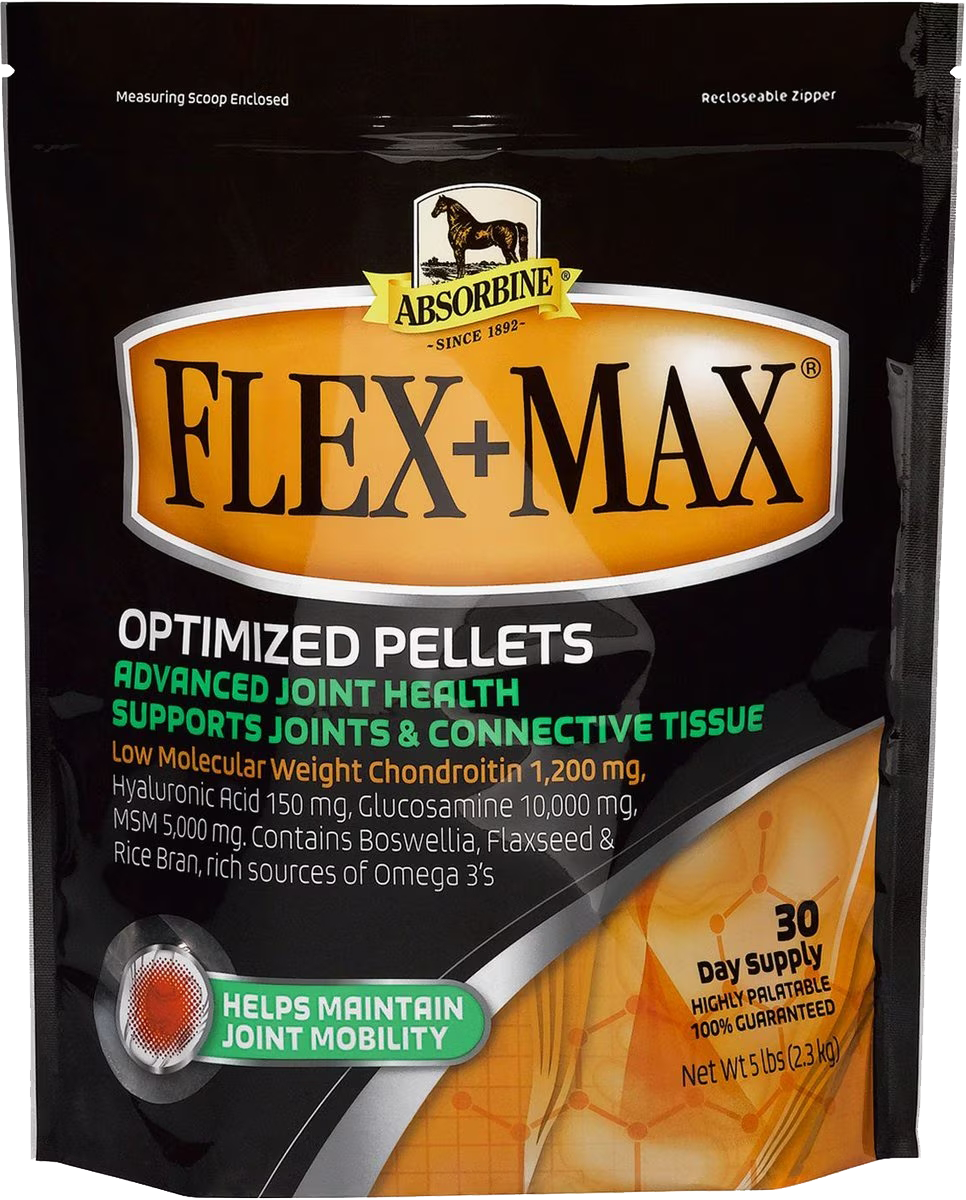 Measuring Scoop Enclosed
Recloseable Zipper
ABSORBINE®
~SINCE 1892~
FLEX+MAX®
OPTIMIZED PELLETS
ADVANCED JOINT HEALTH
SUPPORTS JOINTS & CONNECTIVE TISSUE
Low Molecular Weight Chondroitin 1,200 mg,
Hyaluronic Acid 150 mg, Glucosamine 10,000 mg,
MSM 5,000 mg. Contains Boswellia, Flaxseed &
Rice Bran, rich sources of Omega 3's
30
Day Supply
HIGHLY PALATABLE
100% GUARANTEED
Net Wt 5 lbs (2.3 kg)
HELPS MAINTAIN
JOINT MOBILITY